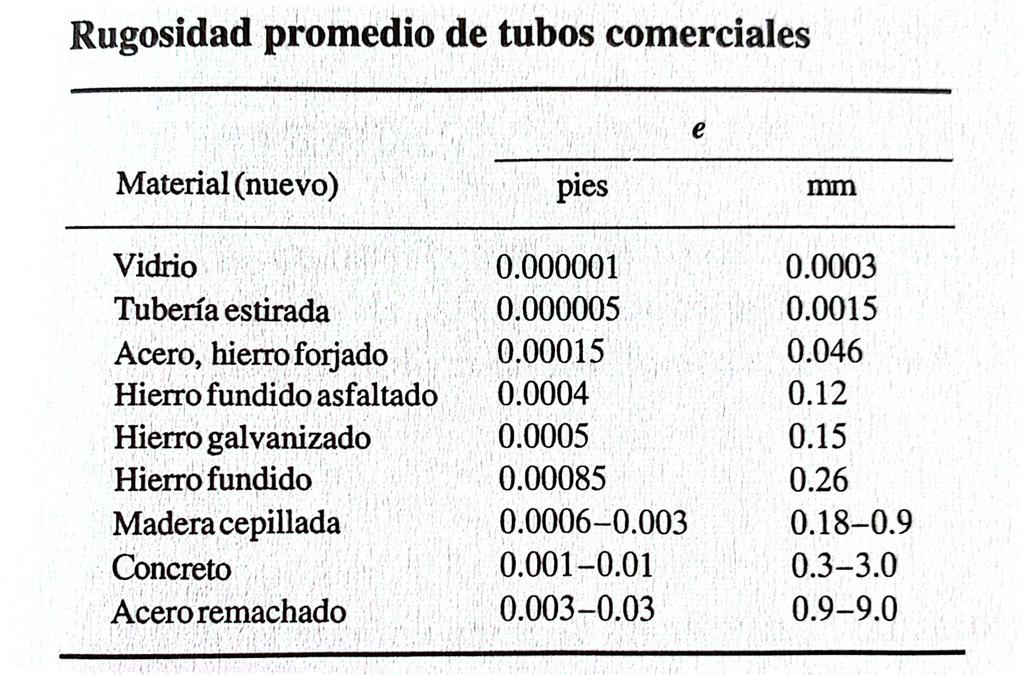 Rugosidad promedio de tubos comerciales
e
Material (nuevo) pies mm
Vidrio 0.000001 0.0003
Tubería estirada 0.000005 0.0015
Acero, hierro forjado 0.00015 0.046
Hierro fundido asfaltado 0.0004 0.12
Hierro galvanizado 0.0005 0.15
Hierro fundido 0.00085 0.26
Madera cepillada 0.0006–0.003 0.18–0.9
Concreto 0.001–0.01 0.3–3.0
Acero remachado 0.003–0.03 0.9–9.0